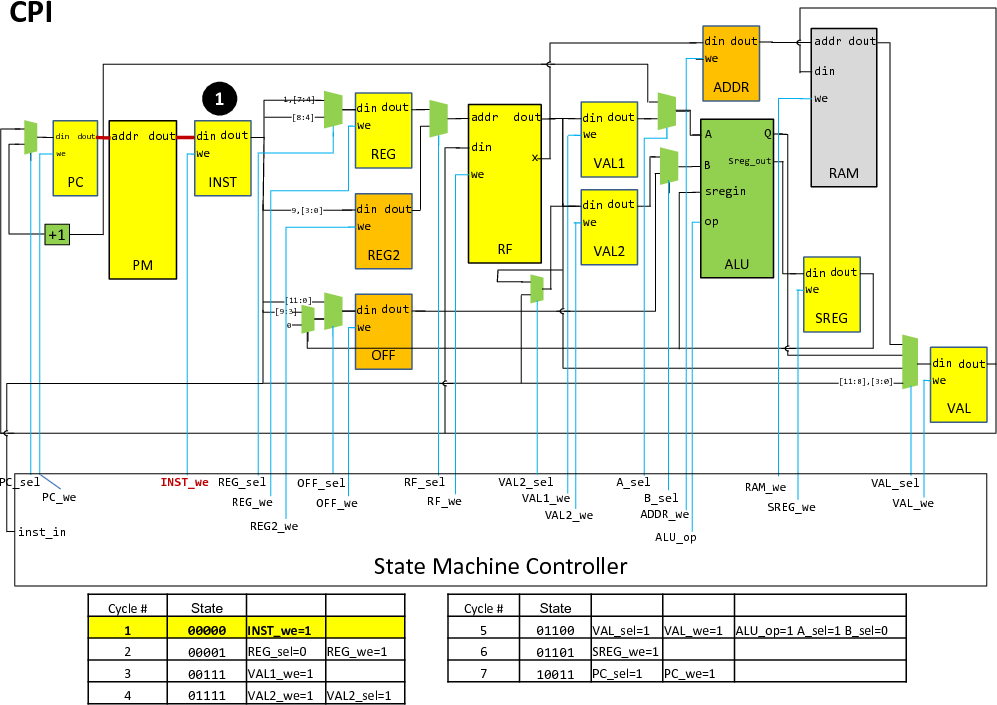 CPI
1
din dout
we
PC
addr dout
PM
din dout
we
INST
+1
1,[7:4]
[8:4]
din dout
we
REG
9,[3:0]
din dout
we
REG2
[11:0]
[9:3]
0
din dout
we
OFF
addr dout
din
x
we
RF
din dout
we
VAL1
din dout
we
VAL2
din dout
we
ADDR
A
Q
B
Sreg_out
sregin
op
ALU
addr dout
din
we
RAM
din dout
we
SREG
[11:8],[3:0]
din dout
we
VAL
PC_sel
PC_we
INST_we
REG_sel
REG_we
REG2_we
OFF_sel
OFF_we
RF_sel
RF_we
VAL2_sel
VAL1_we
VAL2_we
A_sel
B_sel
ADDR_we
ALU_op
RAM_we
SREG_we
VAL_sel
VAL_we
inst_in
State Machine Controller
Cycle # State
1 00000 INST_we=1
2 00001 REG_sel=0 REG_we=1
3 00111 VAL1_we=1
4 01111 VAL2_we=1 VAL2_sel=1
Cycle # State
5 01100 VAL_sel=1 VAL_we=1 ALU_op=1 A_sel=1 B_sel=0
6 01101 SREG_we=1
7 10011 PC_sel=1 PC_we=1